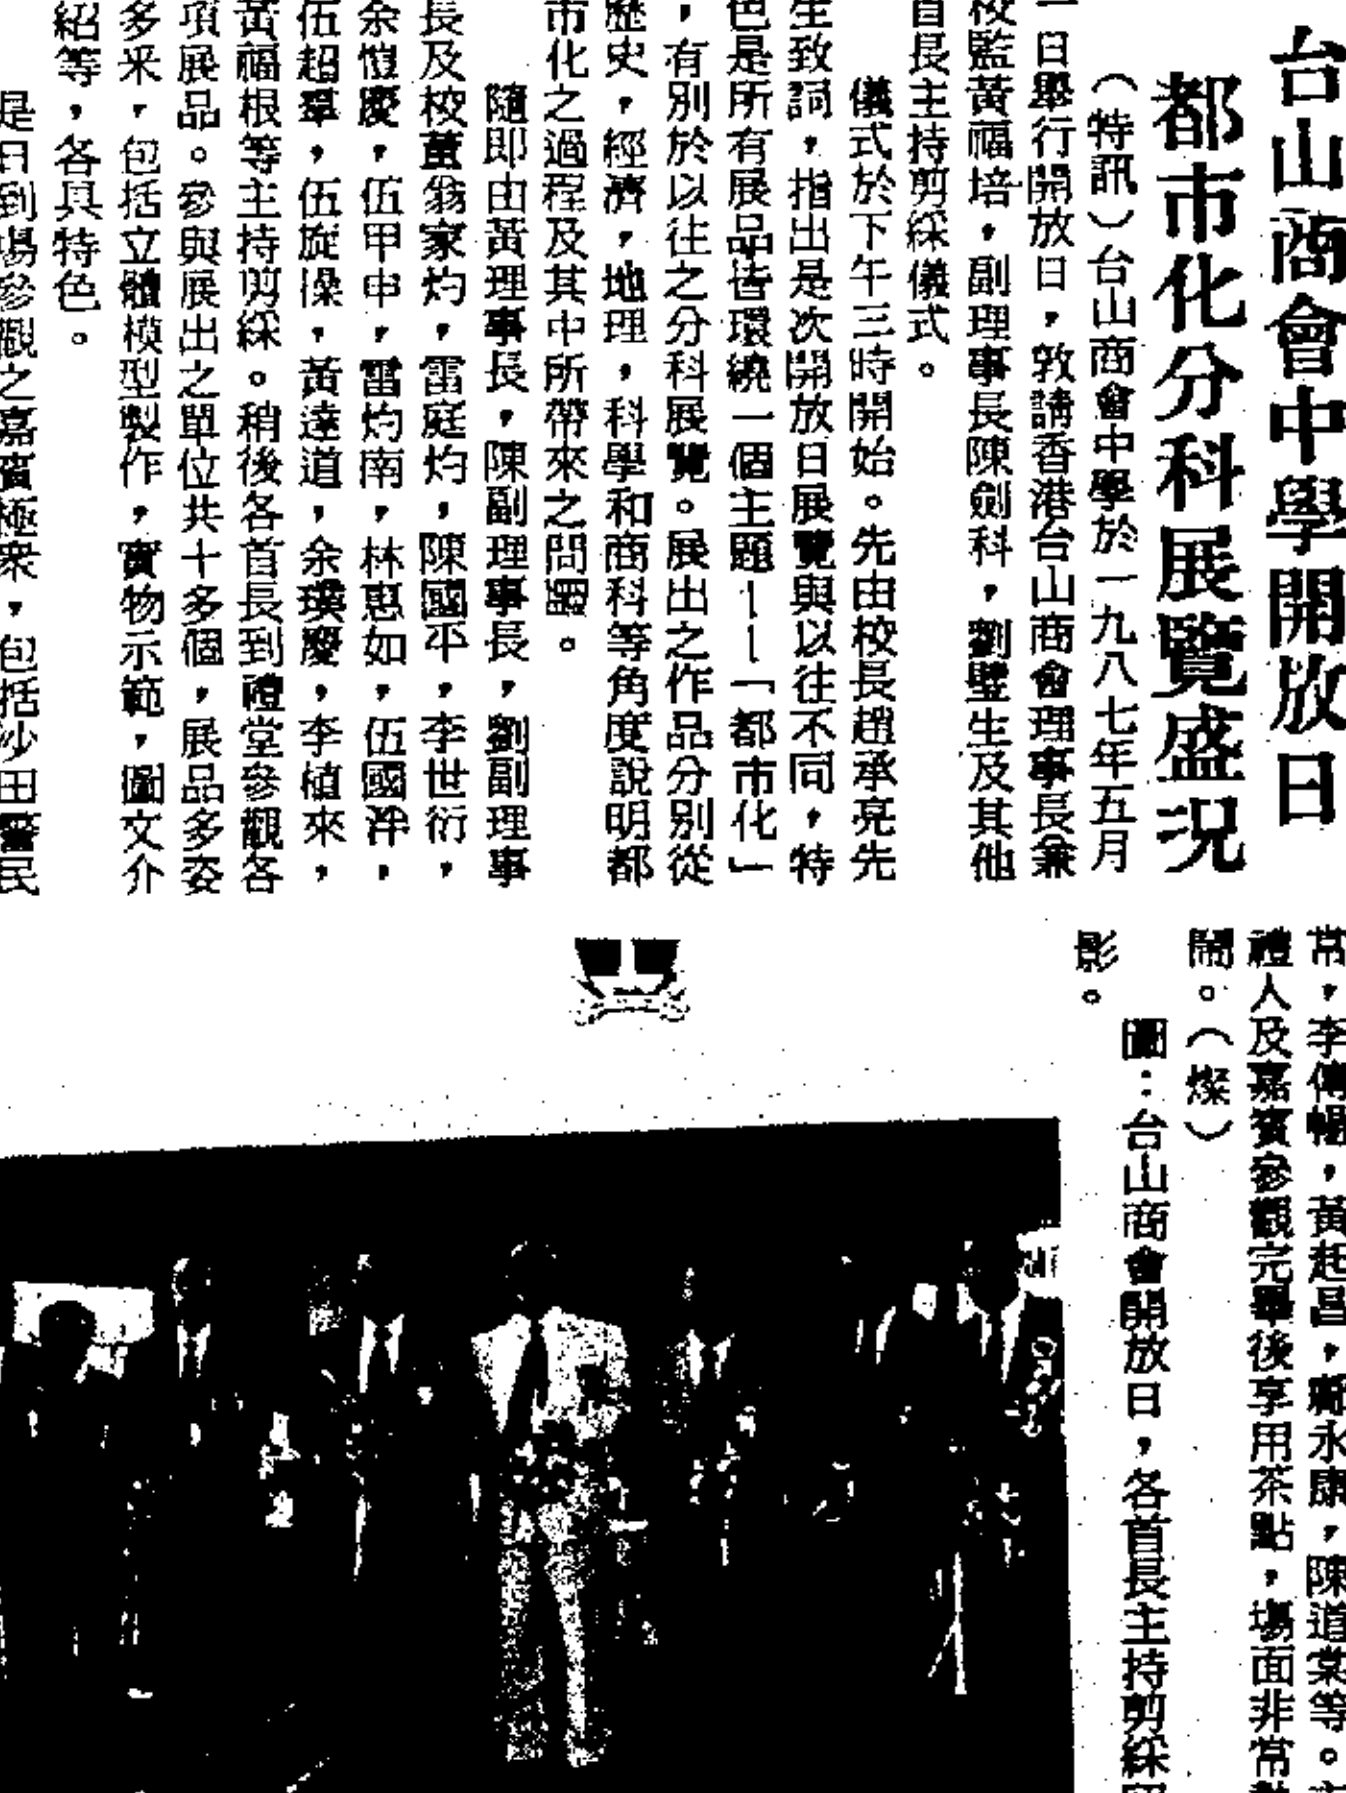 台山商會中學開放日
都市化分科展覽盛況
（特訊）台山商會中學於一九八七年五月
一日舉行開放日，敦請香港台山商會理事長兼
校監黃福培，副理事長陳劍科，劉璧生及其他
首長主持剪綵儀式。
儀式於下午三時開始。先由校長趙承亮先
生致詞，指出是次開放日展覽與以往不同，特
色是所有展品皆環繞一個主題——「都市化」
，有別於以往之分科展覽。展出之作品分別從
歷史，經濟，地理，科學和商科等角度說明都
市化之過程及其中所帶來之問題。
隨即由黃理事長，陳副理事長，劉副理事
長及校董翁家灼，雷庭灼，陳國平，李世衍，
余愷慶，伍甲申，雷灼南，林惠如，伍國泮，
伍超羣，伍旋操，黃達道，余瑛慶，李植來，
黃福根等主持剪綵。稍後各首長到禮堂參觀各
項展品。參與展出之單位共十多個，展品多姿
多采，包括立體模型製作，實物示範，圖文介
紹等，各具特色。
是日到場參觀之嘉賓極衆，包括沙田警民
常，李傳暢，黃起昌，永康，陳道棠等。
禮人及嘉賓參觀完畢後享用茶點，場面非常
鬧。（燦）
圖：台山商會開放日，各首長主持剪綵
影。